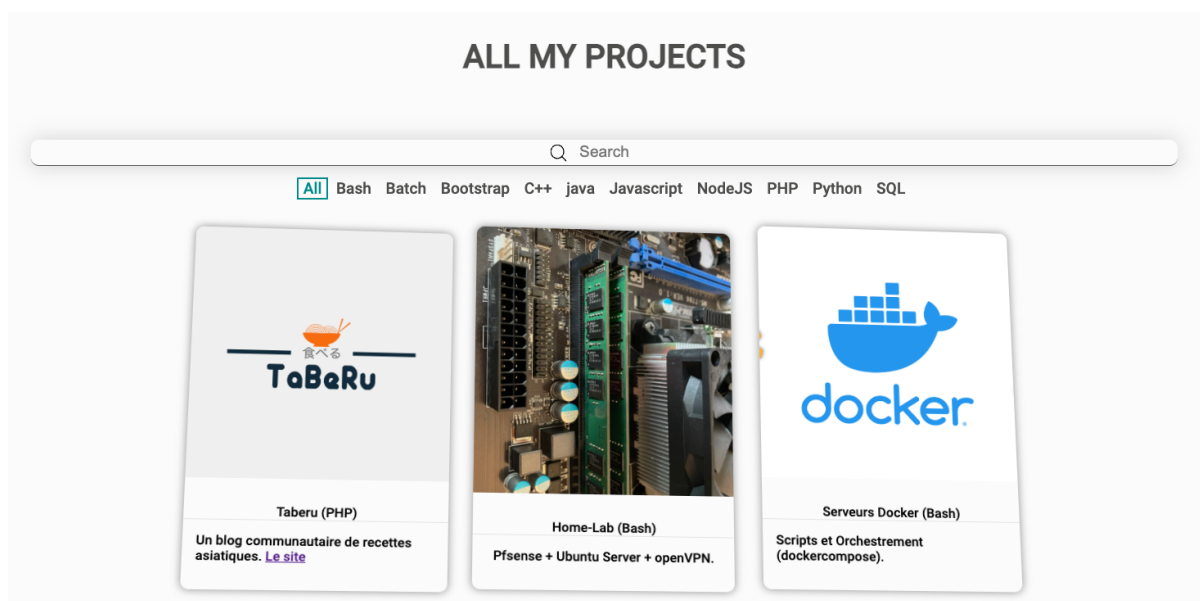 ALL MY PROJECTS
Search
All Bash Batch Bootstrap C++ java Javascript NodeJS PHP Python SQL
食べる
TaBeRu
docker
Taberu (PHP)
Un blog communautaire de recettes
asiatiques. Le site
Home-Lab (Bash)
Pfsense + Ubuntu Server + openVPN.
Serveurs Docker (Bash)
Scripts et Orchestrement
(dockercompose).